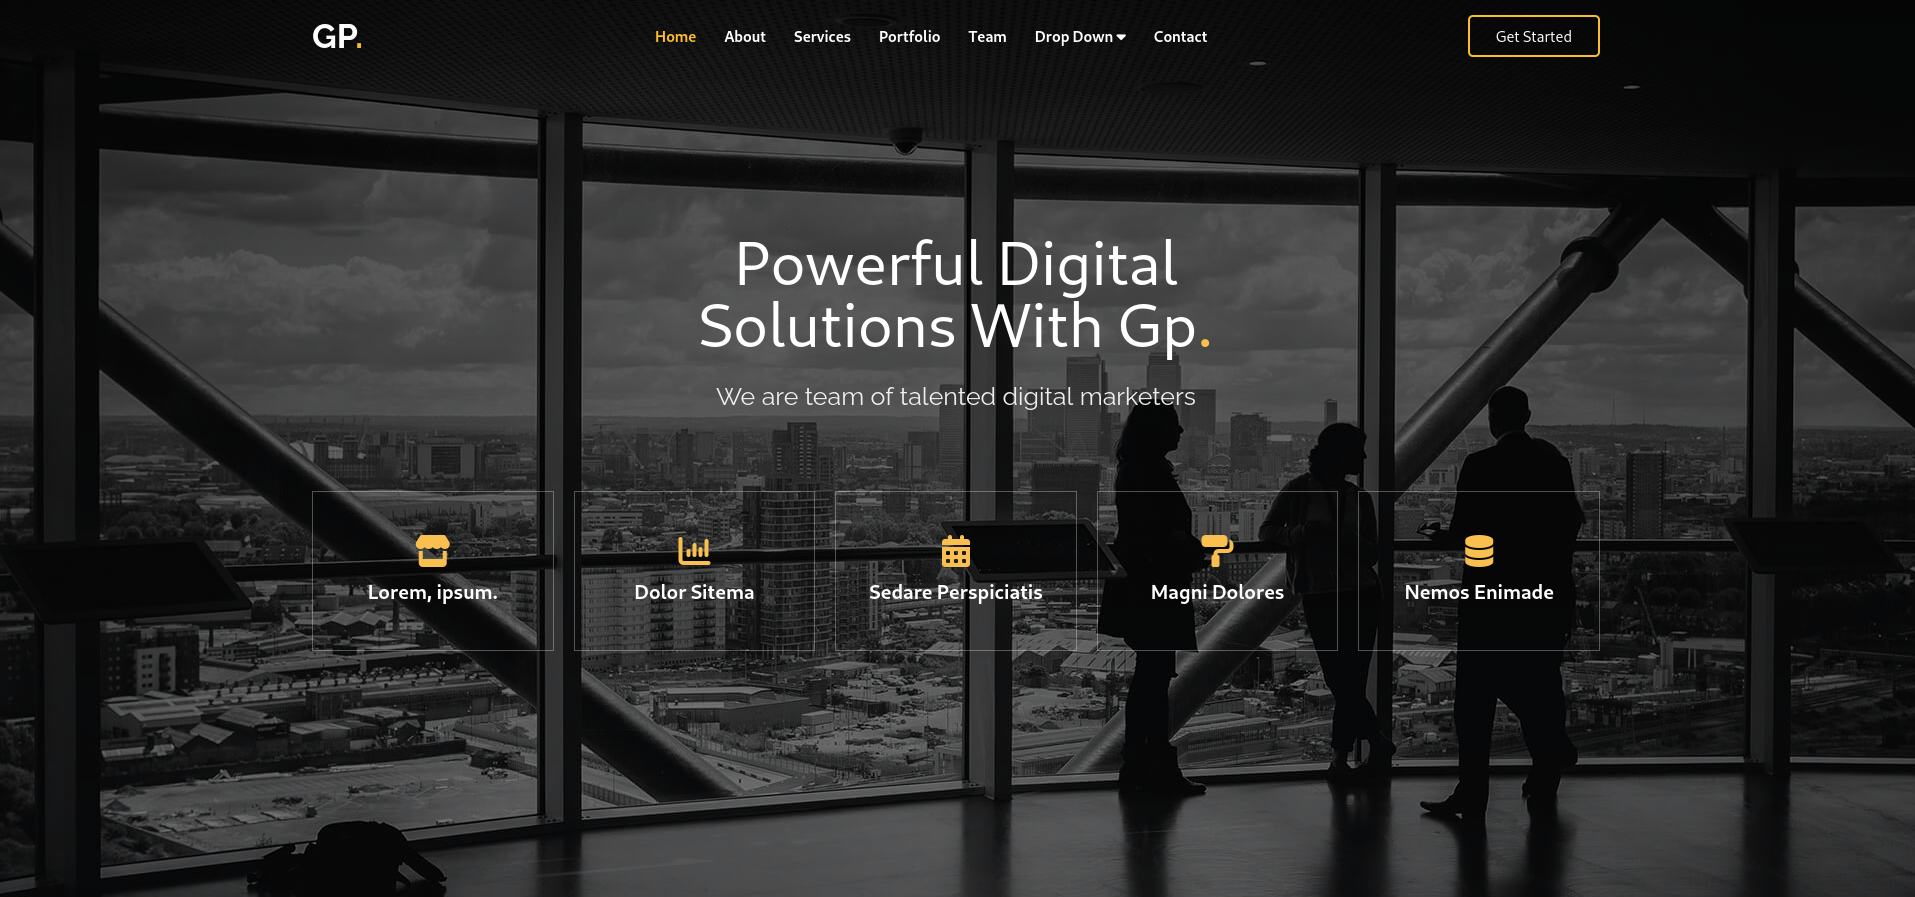 GP.
Home About Services Portfolio Team Drop Down Contact
Get Started
Powerful Digital
Solutions With Gp.
We are team of talented digital marketers
Lorem, ipsum.
Dolor Sitema
Sedare Perspiciatis
Magni Dolores
Nemos Enimade